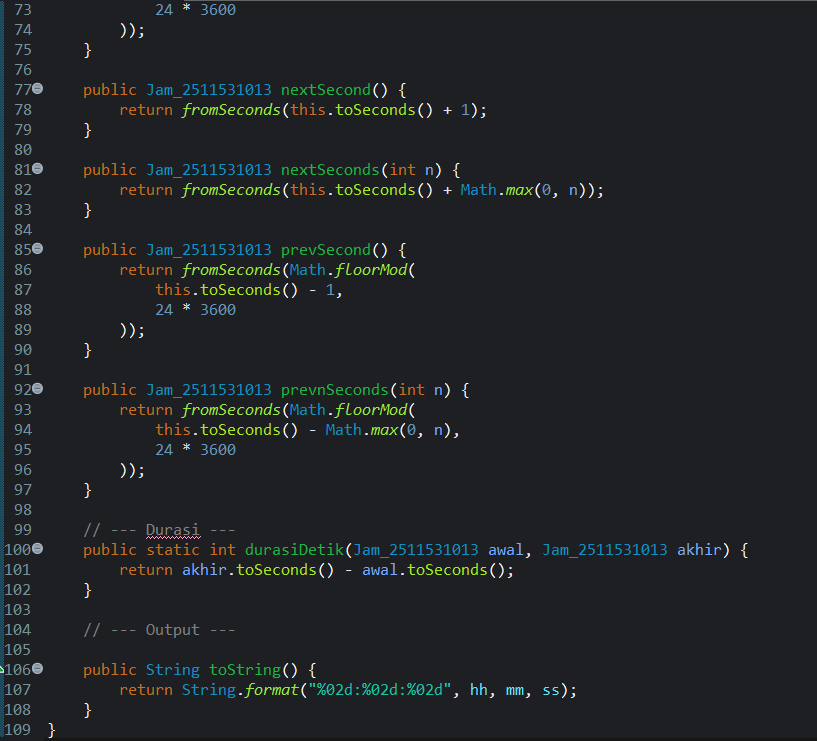 73             24 * 3600
74         ));
75     }
76
77     public Jam_2511531013 nextSecond() {
78         return fromSeconds(this.toSeconds() + 1);
79     }
80
81     public Jam_2511531013 nextSeconds(int n) {
82         return fromSeconds(this.toSeconds() + Math.max(0, n));
83     }
84
85     public Jam_2511531013 prevSecond() {
86         return fromSeconds(Math.floorMod(
87             this.toSeconds() - 1,
88             24 * 3600
89         ));
90     }
91
92     public Jam_2511531013 prevnSeconds(int n) {
93         return fromSeconds(Math.floorMod(
94             this.toSeconds() - Math.max(0, n),
95             24 * 3600
96         ));
97     }
98
99     // --- Durasi ---
100     public static int durasiDetik(Jam_2511531013 awal, Jam_2511531013 akhir) {
101         return akhir.toSeconds() - awal.toSeconds();
102     }
103
104     // --- Output ---
105
106     public String toString() {
107         return String.format("%02d:%02d:%02d", hh, mm, ss);
108     }
109 }